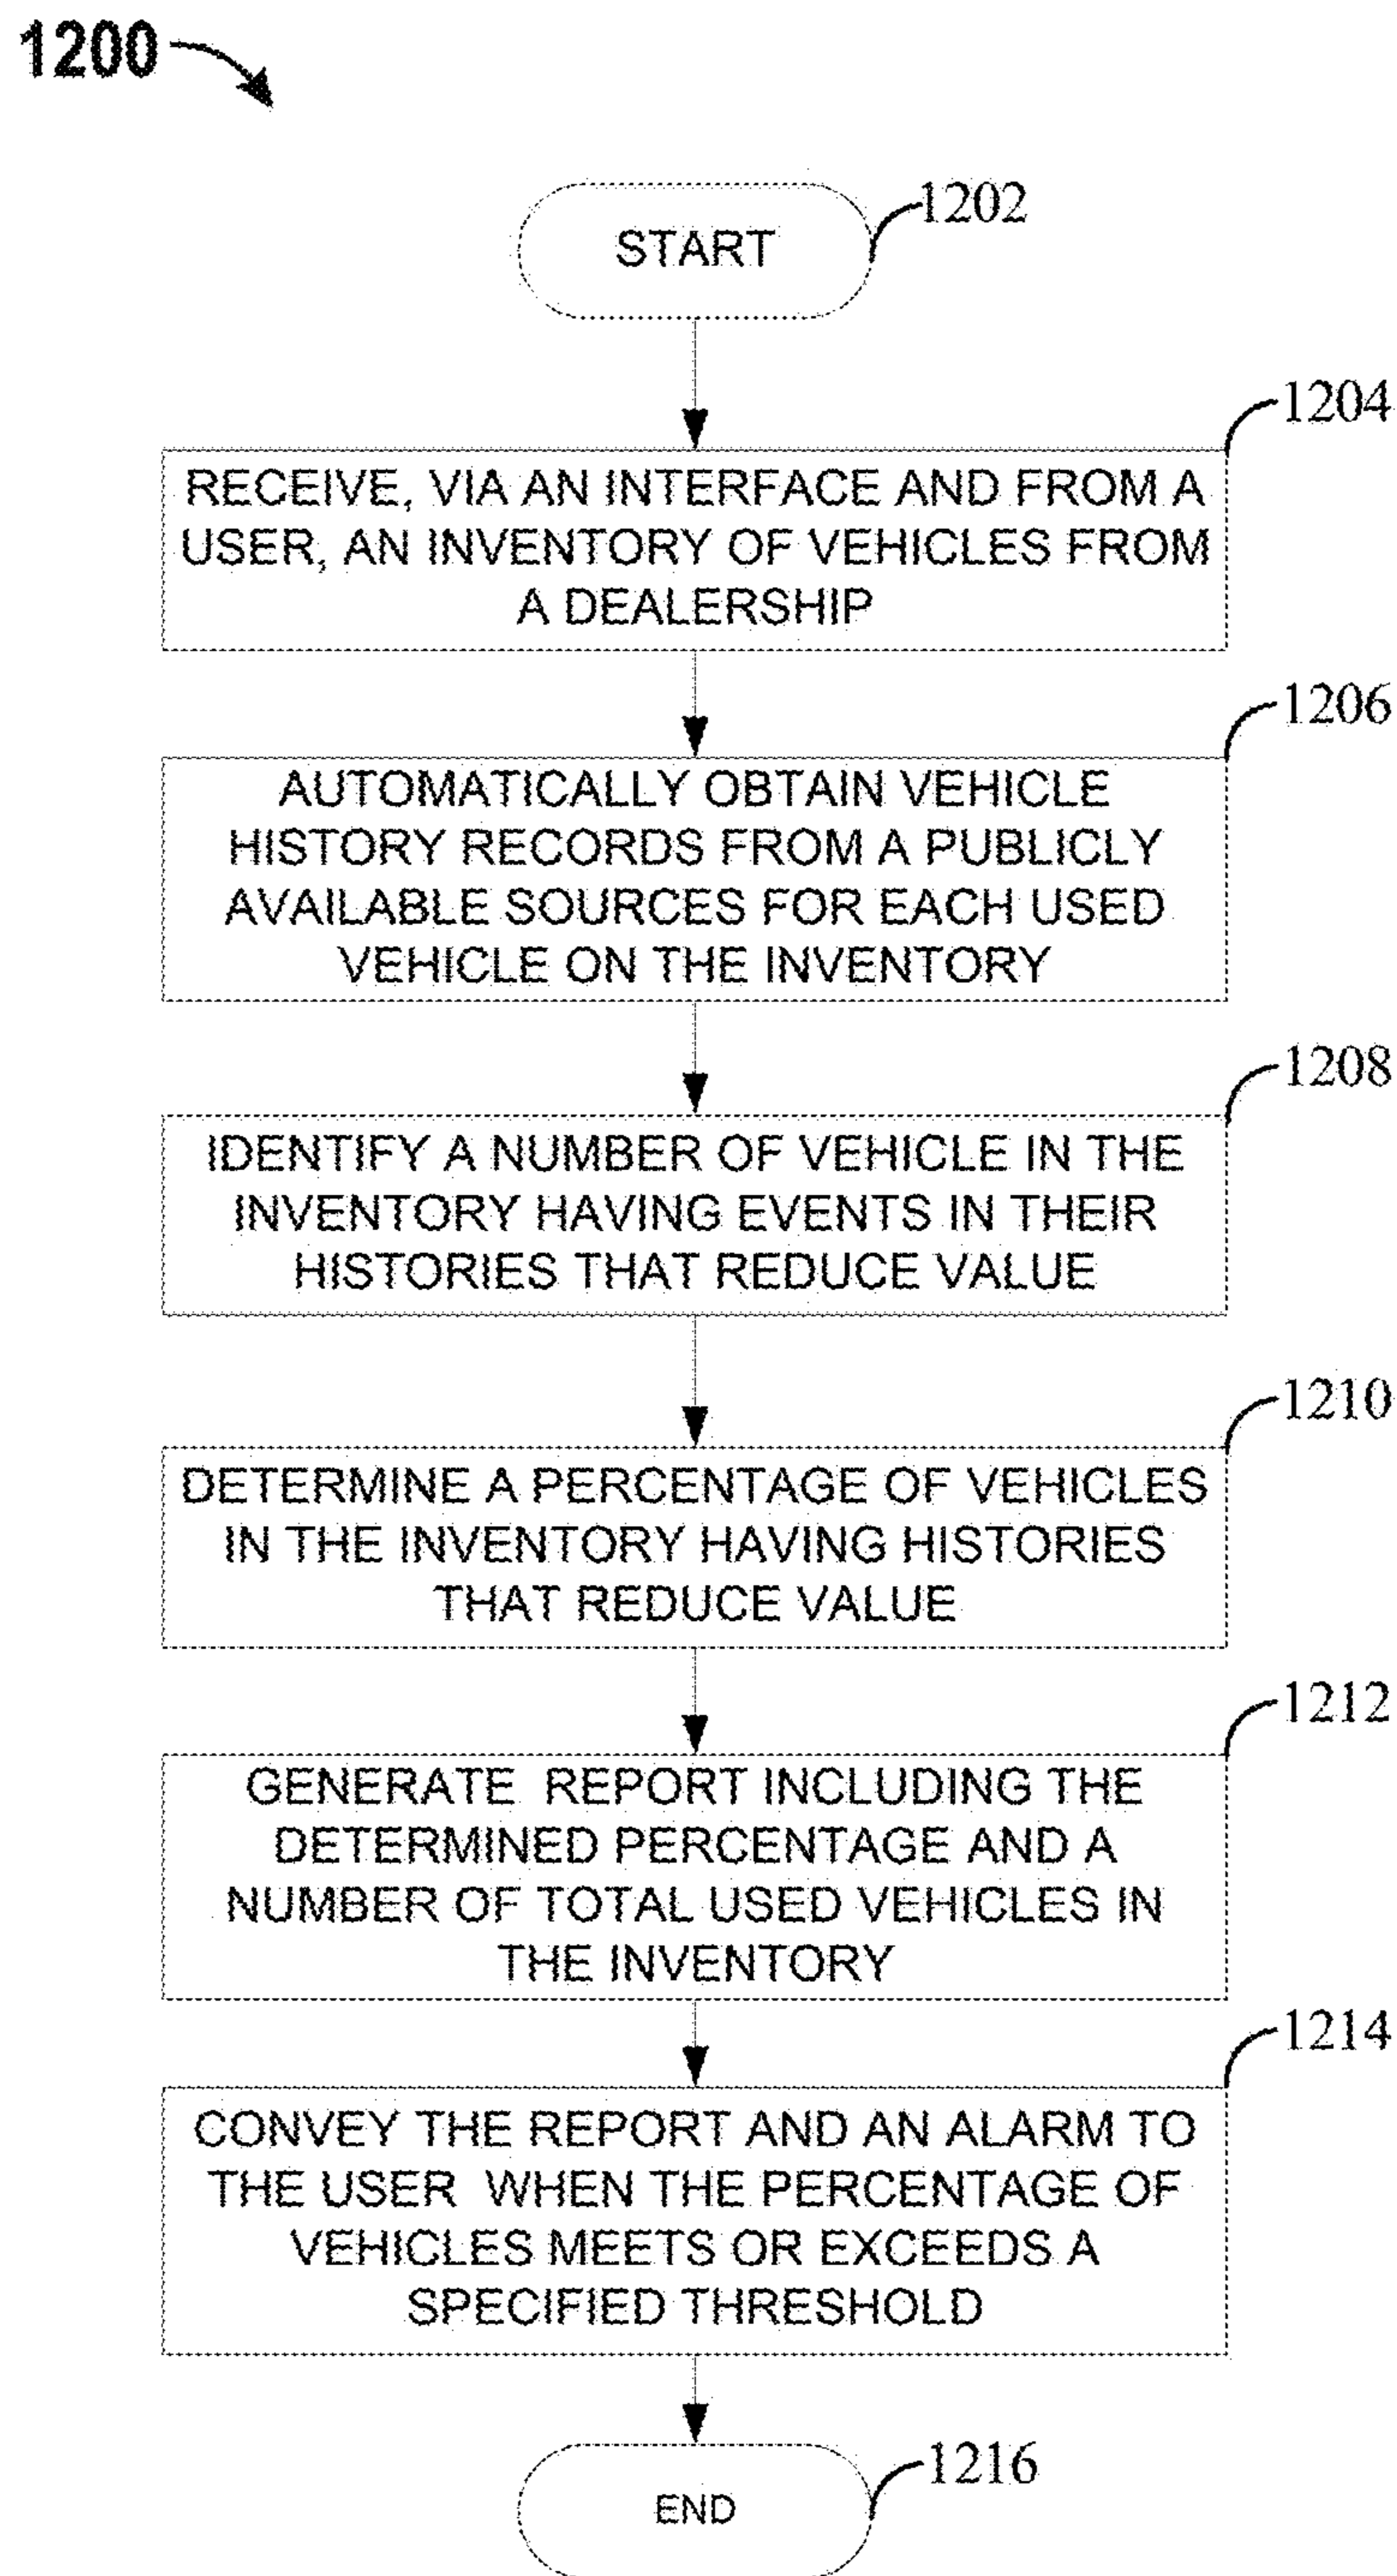 1200
1202
START
1204
RECEIVE, VIA AN INTERFACE AND FROM A
USER, AN INVENTORY OF VEHICLES FROM
A DEALERSHIP
1206
AUTOMATICALLY OBTAIN VEHICLE
HISTORY RECORDS FROM A PUBLICLY
AVAILABLE SOURCES FOR EACH USED
VEHICLE ON THE INVENTORY
1208
IDENTIFY A NUMBER OF VEHICLE IN THE
INVENTORY HAVING EVENTS IN THEIR
HISTORIES THAT REDUCE VALUE
1210
DETERMINE A PERCENTAGE OF VEHICLES
IN THE INVENTORY HAVING HISTORIES
THAT REDUCE VALUE
1212
GENERATE REPORT INCLUDING THE
DETERMINED PERCENTAGE AND A
NUMBER OF TOTAL USED VEHICLES IN
THE INVENTORY
1214
CONVEY THE REPORT AND AN ALARM TO
THE USER WHEN THE PERCENTAGE OF
VEHICLES MEETS OR EXCEEDS A
SPECIFIED THRESHOLD
1216
END